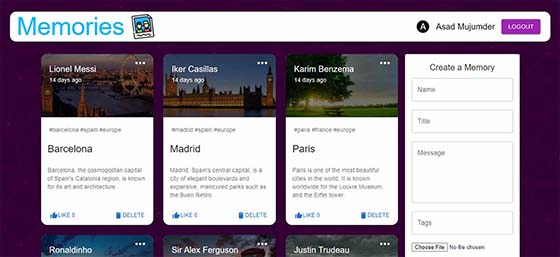 Memories
A Asad Mujumder LOGOUT
Lionel Messi
14 days ago
#barcelona #spain #europe
Barcelona
Barcelona, the cosmopolitan capital
of Spain's Catalonia region, is known
for its art and architecture.
LIKE 0 DELETE
Iker Casillas
14 days ago
#madrid #spain #europe
Madrid
Madrid, Spain's central capital, is a
city of elegant boulevards and
expansive, manicured parks such as
the Buen Retiro.
LIKE 0 DELETE
Karim Benzema
14 days ago
#paris #france #europe
Paris
Paris is one of the most beautiful
cities in the world. It is known
worldwide for the Louvre Museum,
and the Eiffel tower.
LIKE 0 DELETE
Create a Memory
Name
Title
Message
Tags
Choose File No file chosen
Ronaldinho
Sir Alex Ferguson
Justin Trudeau